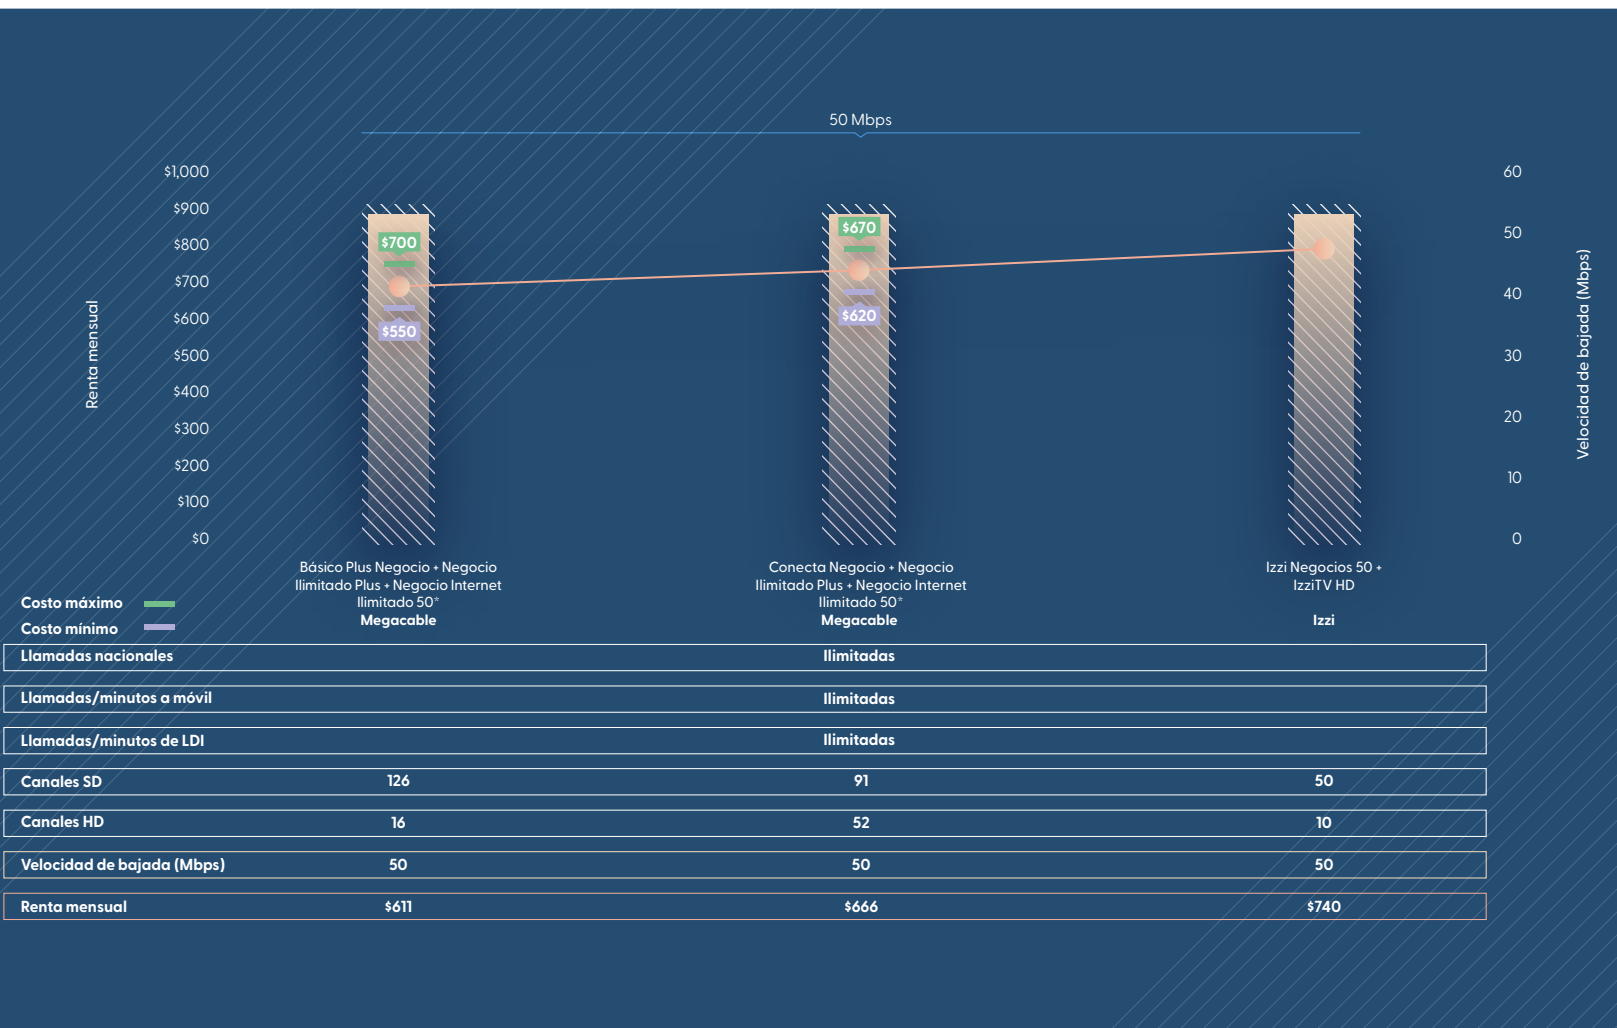 50 Mbps
$1,000
$900
$800
$700
$600
$500
$400
$300
$200
$100
$0
Renta mensual
60
50
40
30
20
10
0
Velocidad de bajada (Mbps)
$700
$550
$670
$620
Básico Plus Negocio + Negocio
Ilimitado Plus + Negocio Internet
Ilimitado 50*
Megacable
Conecta Negocio + Negocio
Ilimitado Plus + Negocio Internet
Ilimitado 50*
Megacable
Izzi Negocios 50 +
IzziTV HD
Izzi
Costo máximo
Costo mínimo
Llamadas nacionales Ilimitadas
Llamadas/minutos a móvil Ilimitadas
Llamadas/minutos de LDI Ilimitadas
Canales SD 126 91 50
Canales HD 16 52 10
Velocidad de bajada (Mbps) 50 50 50
Renta mensual $611 $666 $740